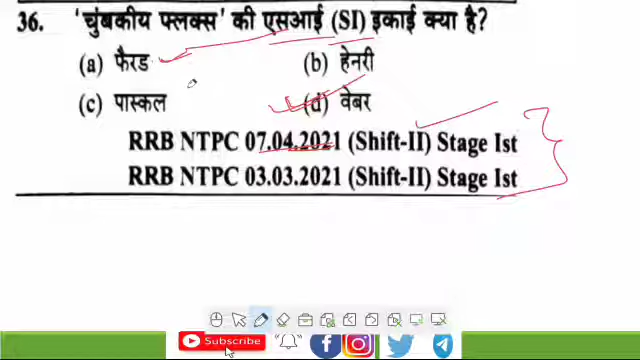 36. 'चुंबकीय फ्लक्स' की एसआई (SI) इकाई क्या है?
(a) फैरड (b) हेनरी
(c) पास्कल (d) वेबर
RRB NTPC 07.04.2021 (Shift-II) Stage Ist
RRB NTPC 03.03.2021 (Shift-II) Stage Ist
Subscribe